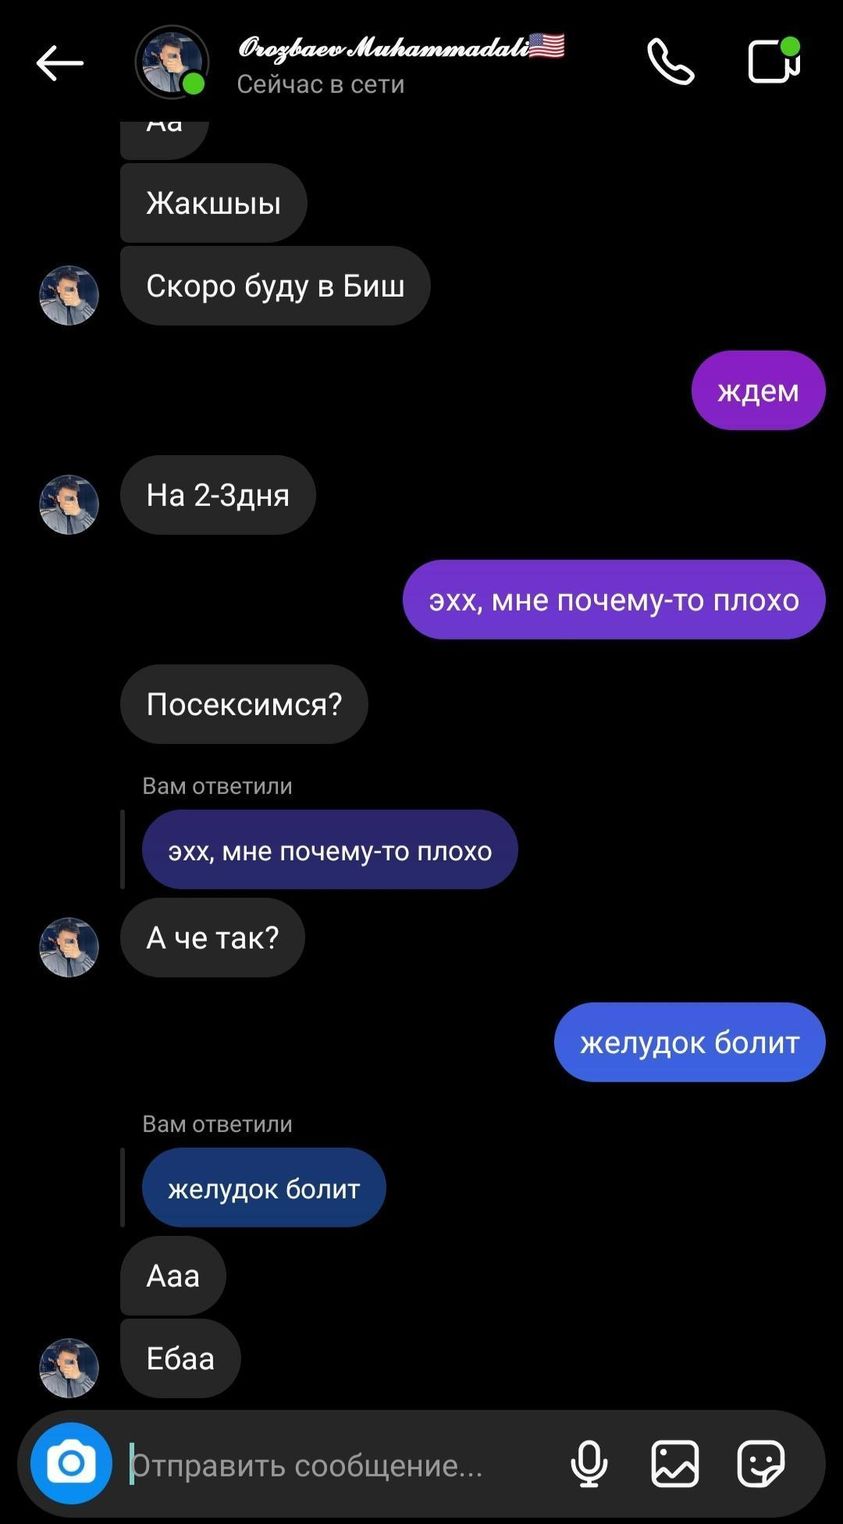 Orozbaev Muhammadali🇺🇸
Сейчас в сети
Аа
Жакшыы
Скоро буду в Биш
ждем
На 2-3дня
эхх, мне почему-то плохо
Посексимся?
Вам ответили
эхх, мне почему-то плохо
А че так?
желудок болит
Вам ответили
желудок болит
Ааа
Ебаа
Отправить сообщение...